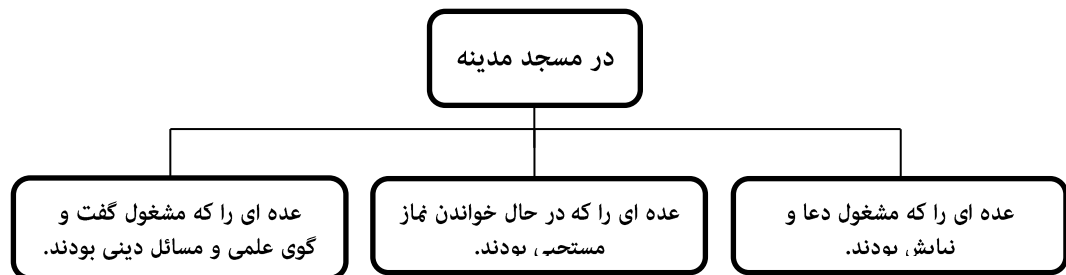 در مسجد مدینه
عده ای را که مشغول دعا و
نیایش بودند.
عده ای را که در حال خواندن نماز
مستحبی بودند.
عده ای را که مشغول گفت و
گوی علمی و مسائل دینی بودند.